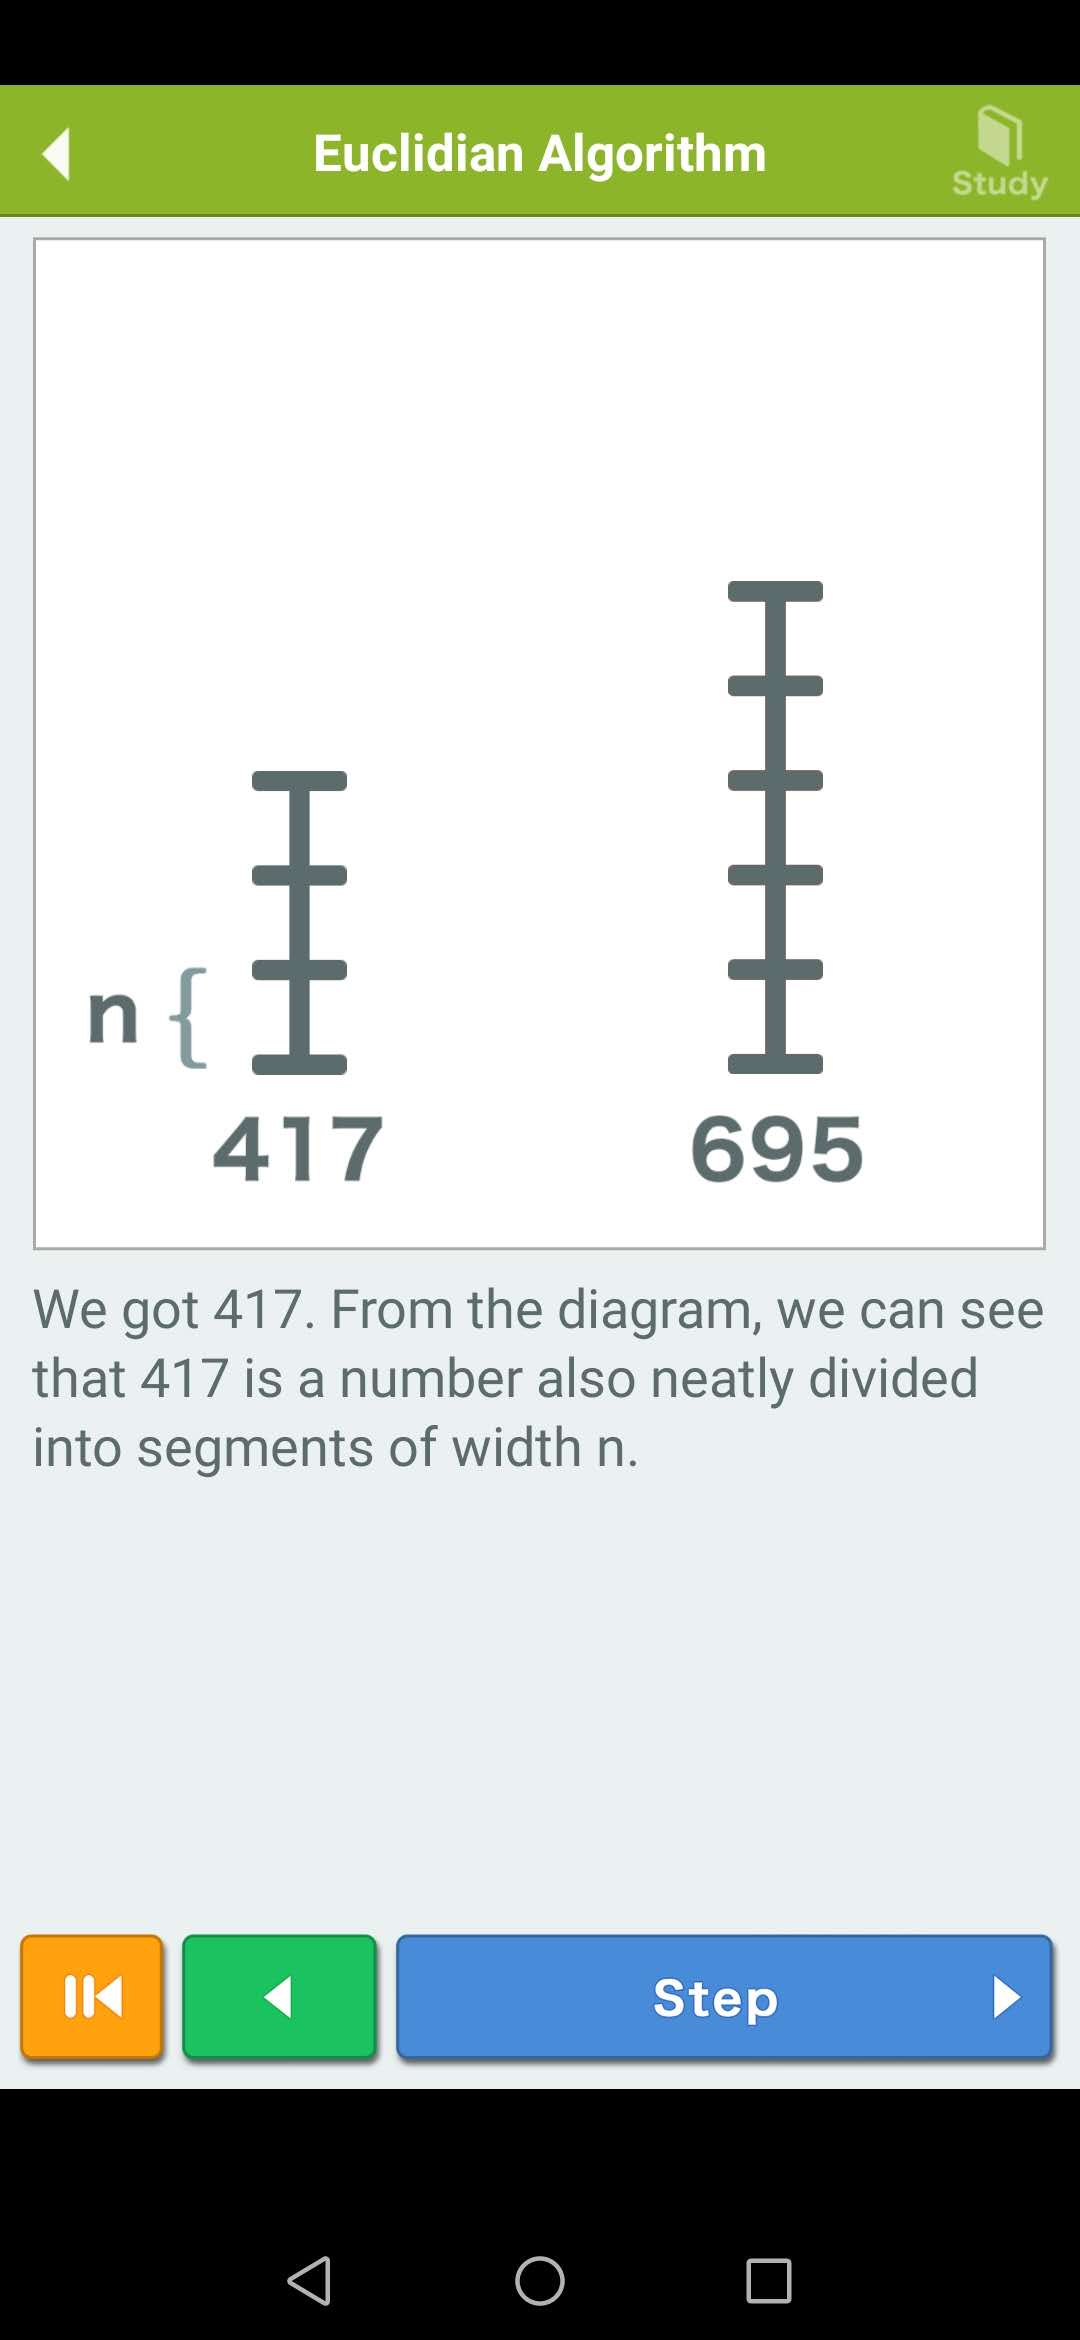 Euclidian Algorithm
Study
n {
417
695
We got 417. From the diagram, we can see
that 417 is a number also neatly divided
into segments of width n.
Step